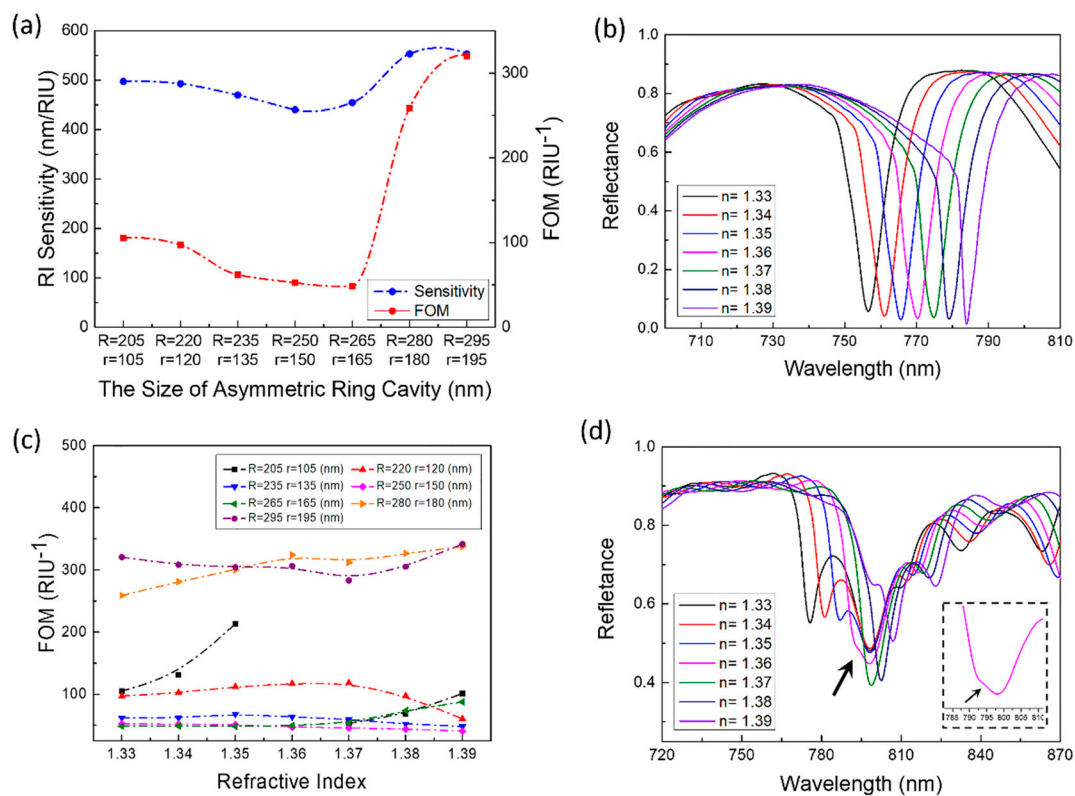 (a)
600
500
400
300
200
100
0
RI Sensitivity (nm/RIU)
300
200
100
0
FOM (RIU⁻¹)
Sensitivity
FOM
R=205 R=220 R=235 R=250 R=265 R=280 R=295
r=105 r=120 r=135 r=150 r=165 r=180 r=195
The Size of Asymmetric Ring Cavity (nm)
(b)
1.0
0.8
0.6
0.4
0.2
0.0
Reflectance
n= 1.33
n= 1.34
n= 1.35
n= 1.36
n= 1.37
n= 1.38
n= 1.39
710 730 750 770 790 810
Wavelength (nm)
(c)
500
400
300
200
100
FOM (RIU⁻¹)
R=205 r=105 (nm) R=220 r=120 (nm)
R=235 r=135 (nm) R=250 r=150 (nm)
R=265 r=165 (nm) R=280 r=180 (nm)
R=295 r=195 (nm)
1.33 1.34 1.35 1.36 1.37 1.38 1.39
Refractive Index
(d)
1.0
0.8
0.6
0.4
Refletance
n= 1.33
n= 1.34
n= 1.35
n= 1.36
n= 1.37
n= 1.38
n= 1.39
785 790 795 800 805 810
720 750 780 810 840 870
Wavelength (nm)